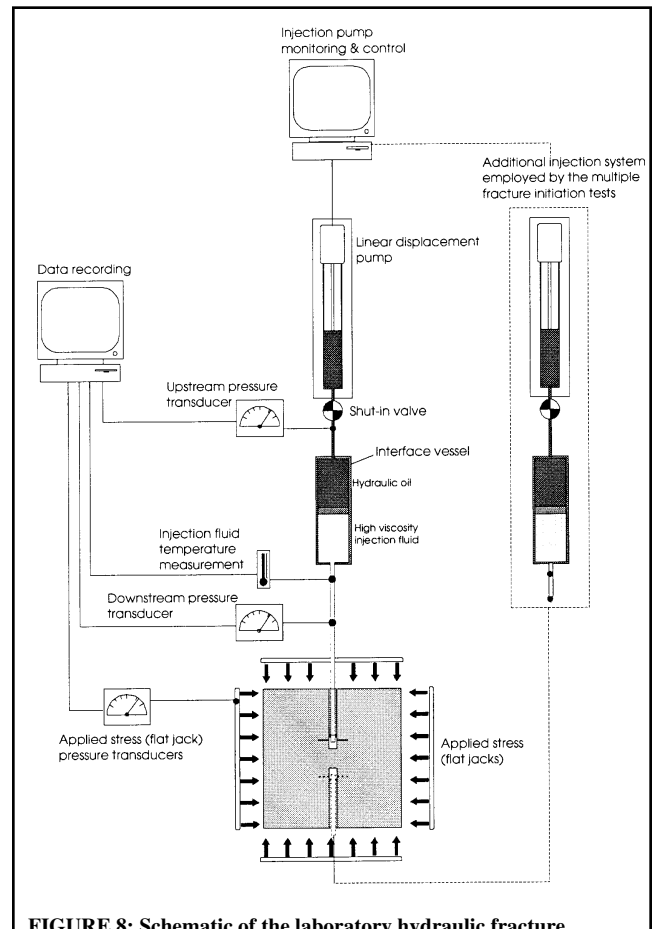 Injection pump
monitoring & control
Additional injection system
employed by the multiple
fracture initiation tests
Linear displacement
pump
Data recording
Upstream pressure
transducer
Shut-in valve
Interface vessel
Hydraulic oil
High viscosity
injection fluid
Injection fluid
temperature
measurement
Downstream pressure
transducer
Applied stress (flat jack)
pressure transducers
Applied stress
(flat jacks)
FIGURE 8: Schematic of the laboratory hydraulic fracture